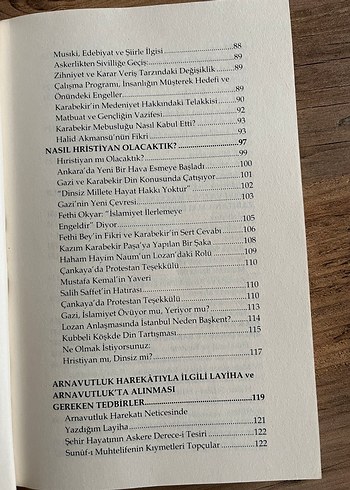 Musıki, Edebiyat ve Şiirle İlgisi.....................88
Askerlikten Sivilliğe Geçiş:
Zihniyet ve Karar Veriş Tarzındaki Değişiklik........89
Çalışma Programı, İnsanlığın Müşterek Hedefi ve
Önündeki Engeller.....................89
Karabekir'in Medeniyet Hakkındaki Telakkisi........90
Matbuat ve Gençliğin Vazifesi.....................92
Karabekir Mebusluğu Nasıl Kabul Etti?.............93
Halid Akmansü'nün Fikri.....................93
NASIL HRİSTİYAN OLACAKTIK?.....................97
Hıristiyan mı Olacaktık?.....................99
Ankara'da Yeni Bir Hava Esmeye Başladı.............100
Gazi ve Karabekir Din Konusunda Çatışıyor..........101
"Dinsiz Millete Hayat Hakkı Yoktur".............102
Gazi'nin Yeni Çevresi.....................103
Fethi Okyar: "İslamiyet İlerlemeye
Engeldir" Diyor.....................105
Fethi Bey'in Fikri ve Karabekir'in Sert Cevabı........106
Kazım Karabekir Paşa'ya Yapılan Bir Şaka............108
Haham Hayim Naum'un Lozan'daki Rolü.............109
Çankaya'da Protestan Teşekkülü
Mustafa Kemal'in Yaveri
Salih Saffet'in Hatırası.....................110
Çankaya'da Protestan Teşekkülü.....................110
Gazi, İslamiyet Övüyor mu, Yeriyor mu?.............113
Lozan Anlaşmasında İstanbul Neden Başkent?.......114
Kubbeli Köşkde Din Tartışması.....................115
Ne Olmak İstiyorsunuz:
Hristiyan mı, Dinsiz mi?.....................117
ARNAVUTLUK HAREKÂTIYLA İLGİLİ LAYİHA ve
ARNAVUTLUK'TA ALINMASI
GEREKEN TEDBİRLER.....................119
Arnavutluk Harekatı Neticesinde
Yazdığım Layiha.....................121
Şehir Hayatının Askere Derece-i Tesiri.............122
Sunûf-ı Muhtelifenin Kıymetleri Topçular...........122